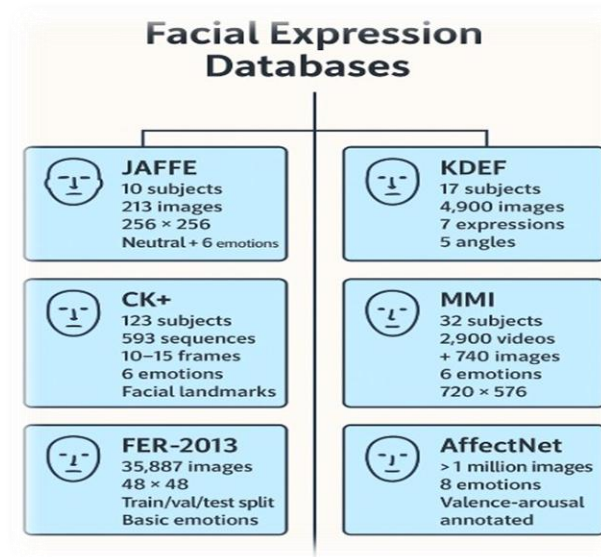 Facial Expression
Databases
JAFFE
10 subjects
213 images
256 × 256
Neutral + 6 emotions
KDEF
17 subjects
4,900 images
7 expressions
5 angles
CK+
123 subjects
593 sequences
10–15 frames
6 emotions
Facial landmarks
MMI
32 subjects
2,900 videos
+ 740 images
6 emotions
720 × 576
FER-2013
35,887 images
48 × 48
Train/val/test split
Basic emotions
AffectNet
>1 million images
8 emotions
Valence-arousal
annotated